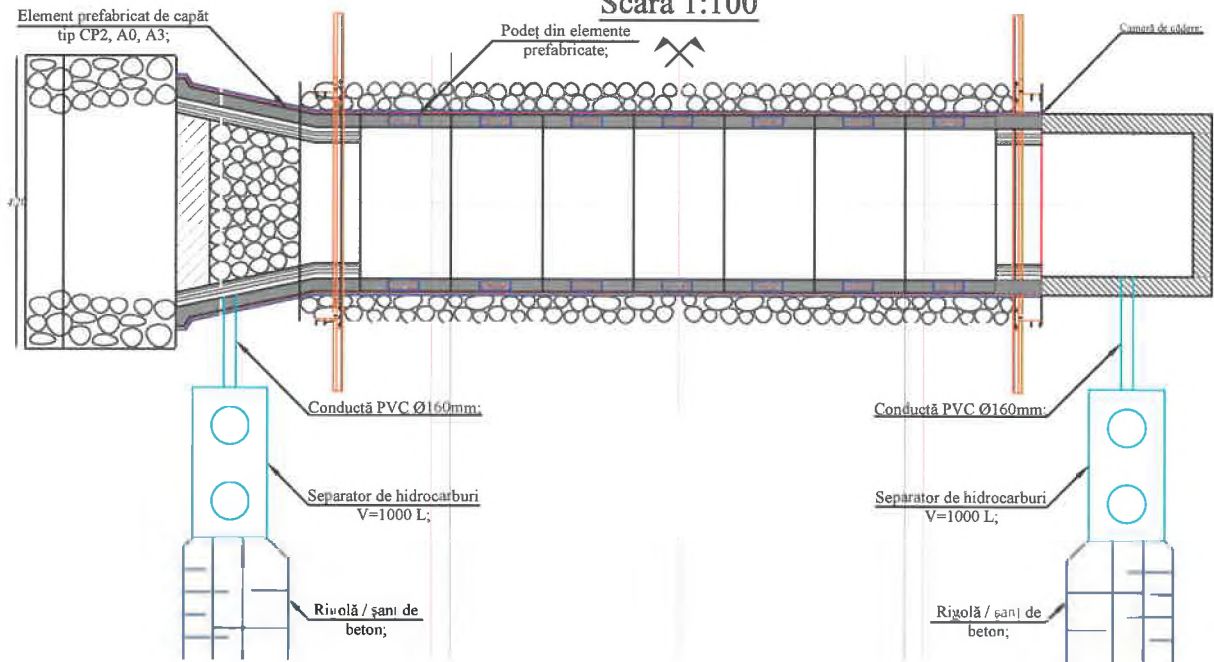 Scara 1:100
Element prefabricat de capăt
tip CP2, A0, A3;
Podeț din elemente
prefabricate;
Cameră de cădere;
Conductă PVC Ø160mm;
Conductă PVC Ø160mm;
Separator de hidrocarburi
V=1000 L;
Separator de hidrocarburi
V=1000 L;
Rigolă / șanț de
beton;
Rigolă / șanț de
beton;